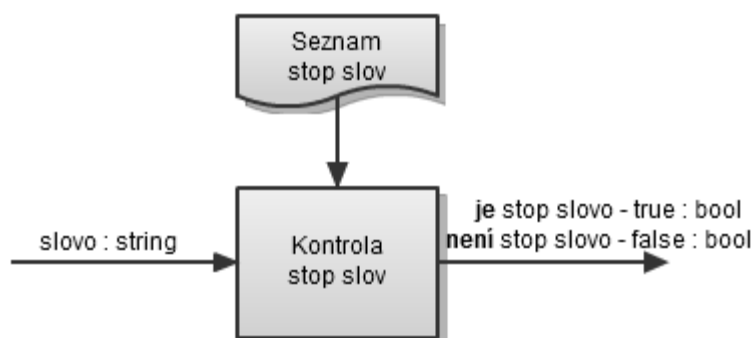 Seznam
stop slov
slovo : string
Kontrola
stop slov
je stop slovo - true : bool
není stop slovo - false : bool